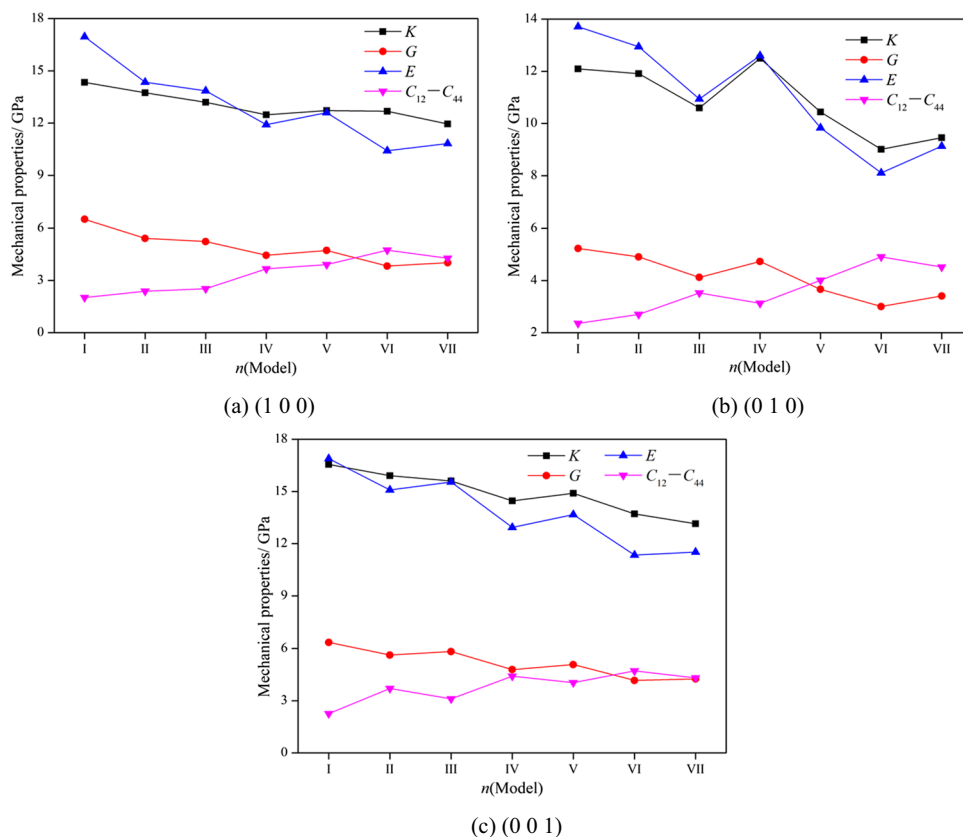 18
15
12
9
6
3
0
Mechanical properties/ GPa
K
G
E
C₁₂—C₄₄
I II III IV V VI VII
n(Model)
(a) (1 0 0)
14
12
10
8
6
4
2
Mechanical properties/ GPa
K
G
E
C₁₂—C₄₄
I II III IV V VI VII
n(Model)
(b) (0 1 0)
18
15
12
9
6
3
0
Mechanical properties/ GPa
K E
G C₁₂—C₄₄
I II III IV V VI VII
n(Model)
(c) (0 0 1)